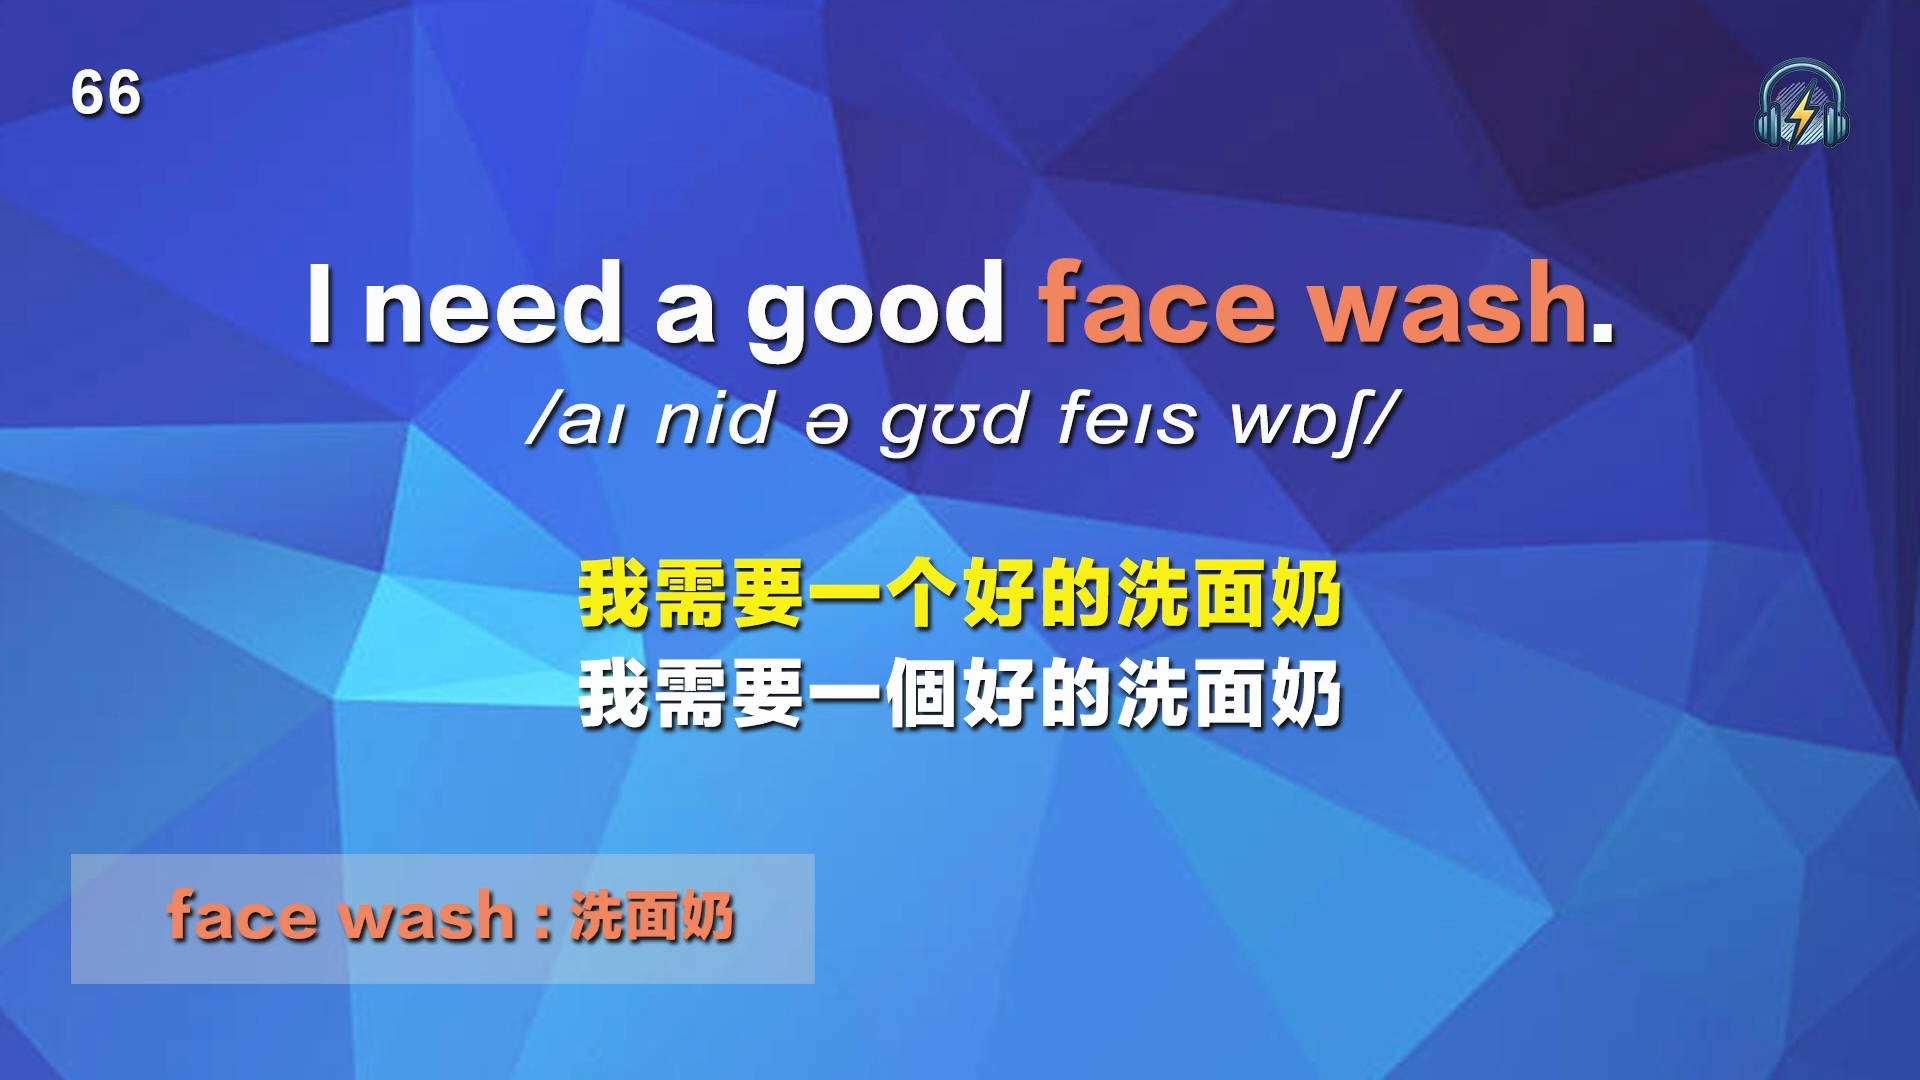 66
I need a good face wash.
/aɪ nid ə gʊd feɪs wɒʃ/
我需要一个好的洗面奶
我需要一個好的洗面奶
face wash : 洗面奶